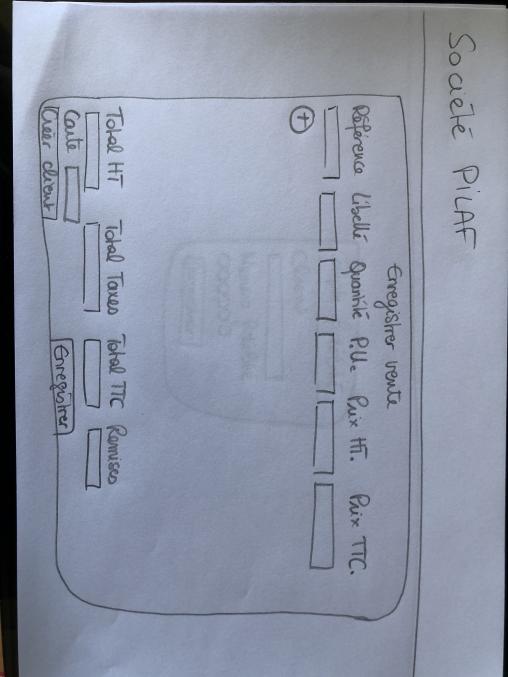 Société PILAF
Enregistrer vente
Référence Libellé Quantité P.U. Prix HT. Prix TTC.
+
Total HT Total Taxes Total TTC Remises
Carte
Créer client Enregistrer